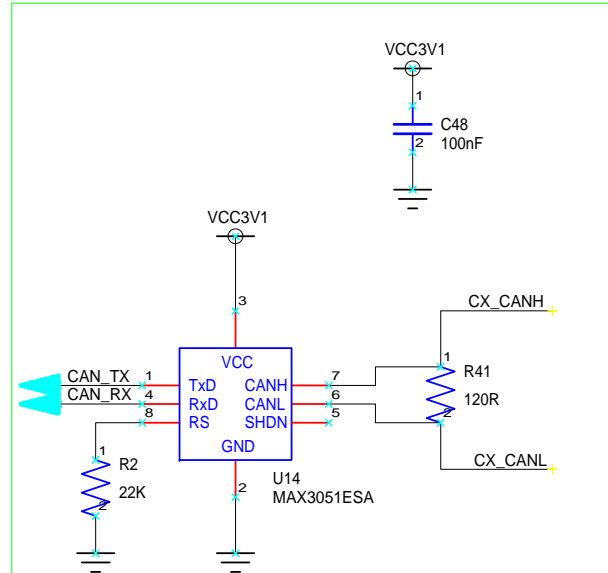 VCC3V1
1
C48
100nF
2
VCC3V1
3
CX_CANH
VCC
CAN_TX 1 TxD CANH 7 1 R41
CAN_RX 4 RxD CANL 6 120R
8 RS SHDN 5 2
GND
1 R2 2 U14 CX_CANL
22K MAX3051ESA
2